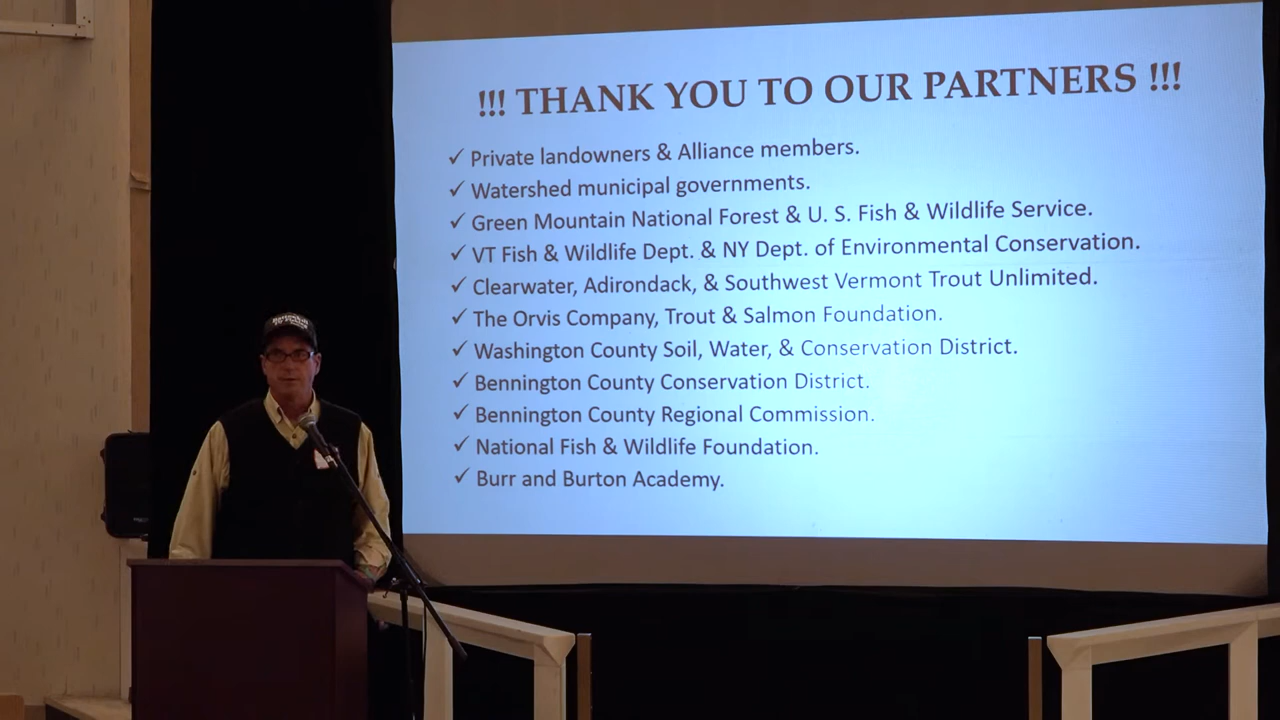 !!! THANK YOU TO OUR PARTNERS !!!
✓ Private landowners & Alliance members.
✓ Watershed municipal governments.
✓ Green Mountain National Forest & U. S. Fish & Wildlife Service.
✓ VT Fish & Wildlife Dept. & NY Dept. of Environmental Conservation.
✓ Clearwater, Adirondack, & Southwest Vermont Trout Unlimited.
✓ The Orvis Company, Trout & Salmon Foundation.
✓ Washington County Soil, Water, & Conservation District.
✓ Bennington County Conservation District.
✓ Bennington County Regional Commission.
✓ National Fish & Wildlife Foundation.
✓ Burr and Burton Academy.